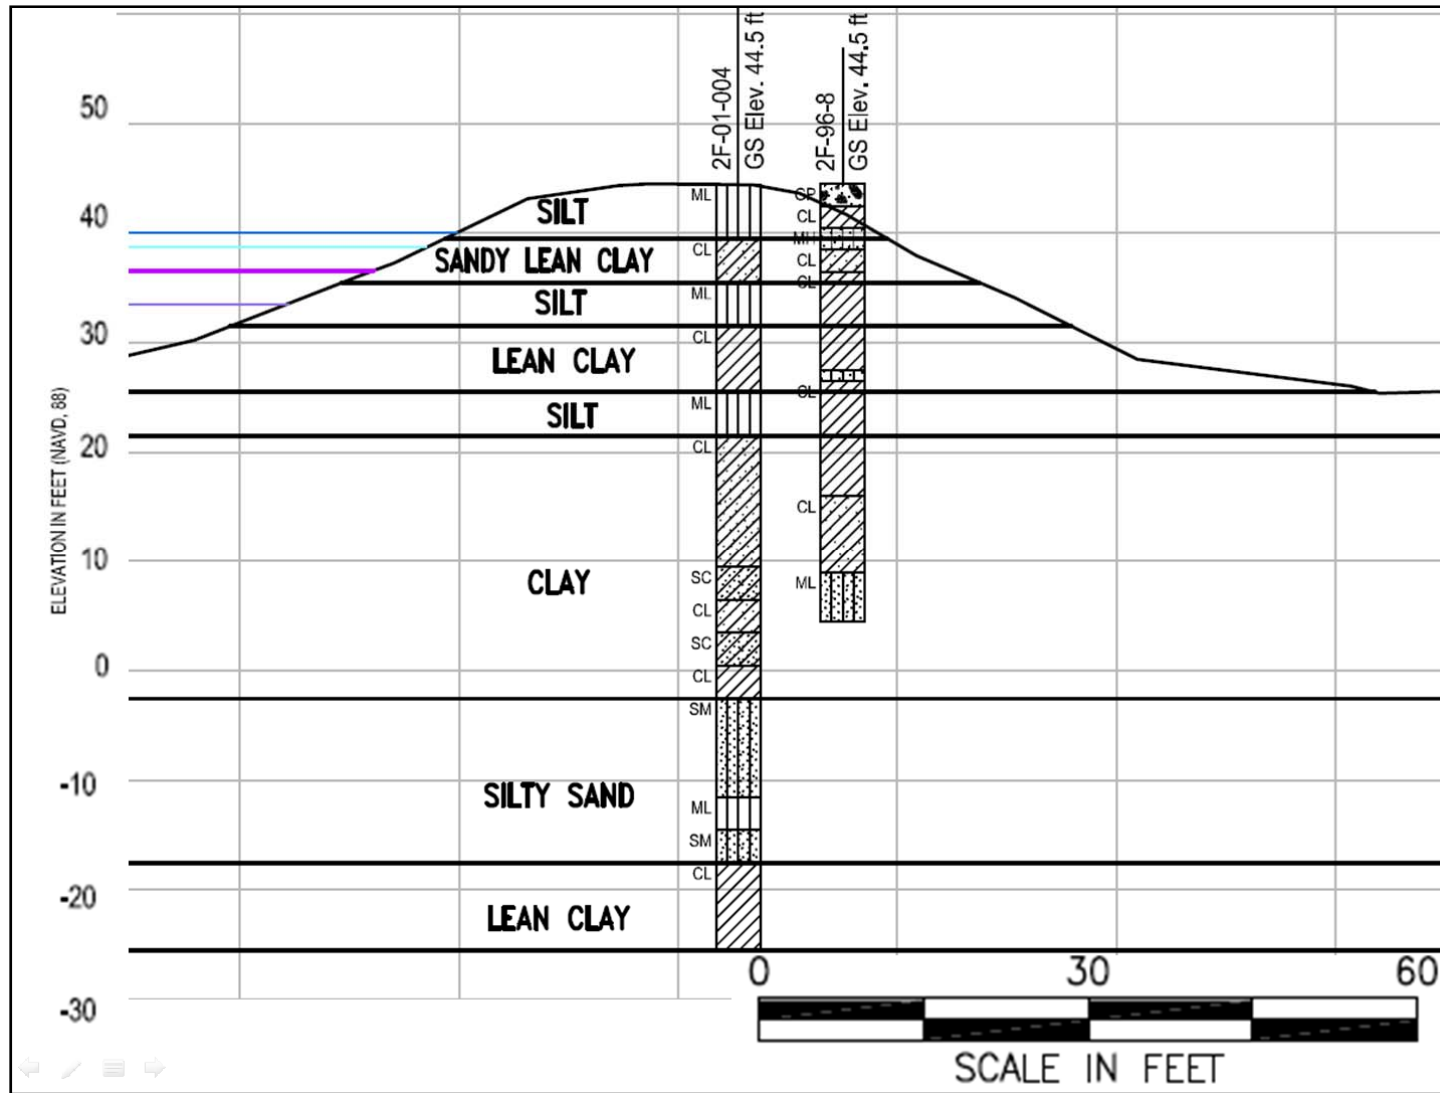 2F-01-004
GS Elev. 44.5 ft
2F-96-8
GS Elev. 44.5 ft
50
40
30
20
10
0
-10
-20
-30
ELEVATION IN FEET (NAVD, 88)
SILT
SANDY LEAN CLAY
SILT
LEAN CLAY
SILT
CLAY
SILTY SAND
LEAN CLAY
ML
CL
ML
CL
ML
CL
SC
CL
SC
CL
SM
ML
SM
CL
GP
CL
MH
CL
CL
CL
CL
ML
0 30 60
SCALE IN FEET